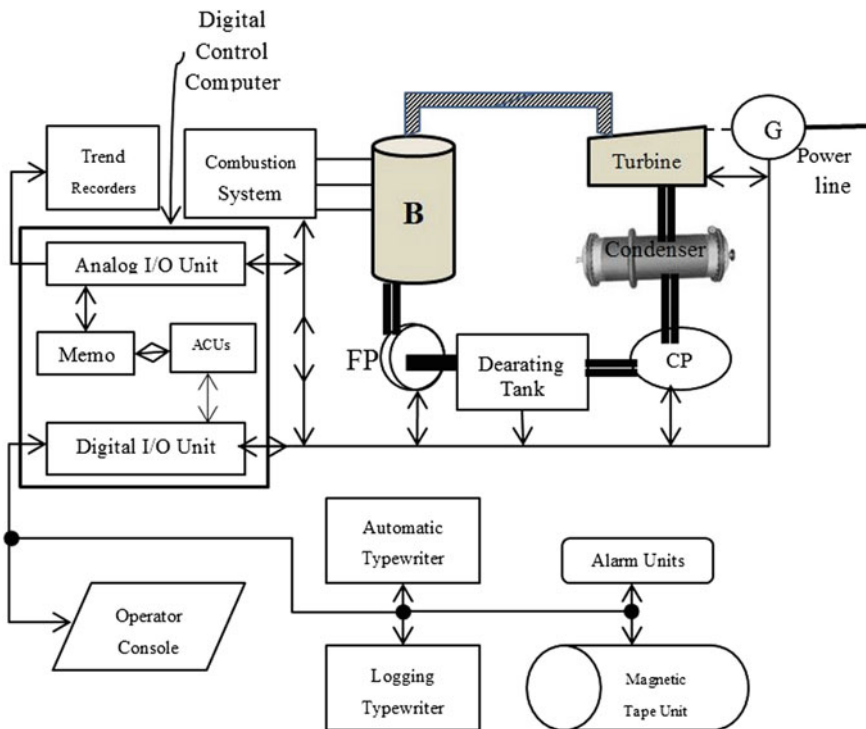 Digital
Control
Computer
G
Trend
Recorders
Combustion
System
B
Turbine
Power
line
Analog I/O Unit
Condenser
Memo
ACUs
FP
Dearating
Tank
CP
Digital I/O Unit
Automatic
Typewriter
Alarm Units
Operator
Console
Logging
Typewriter
Magnetic
Tape Unit